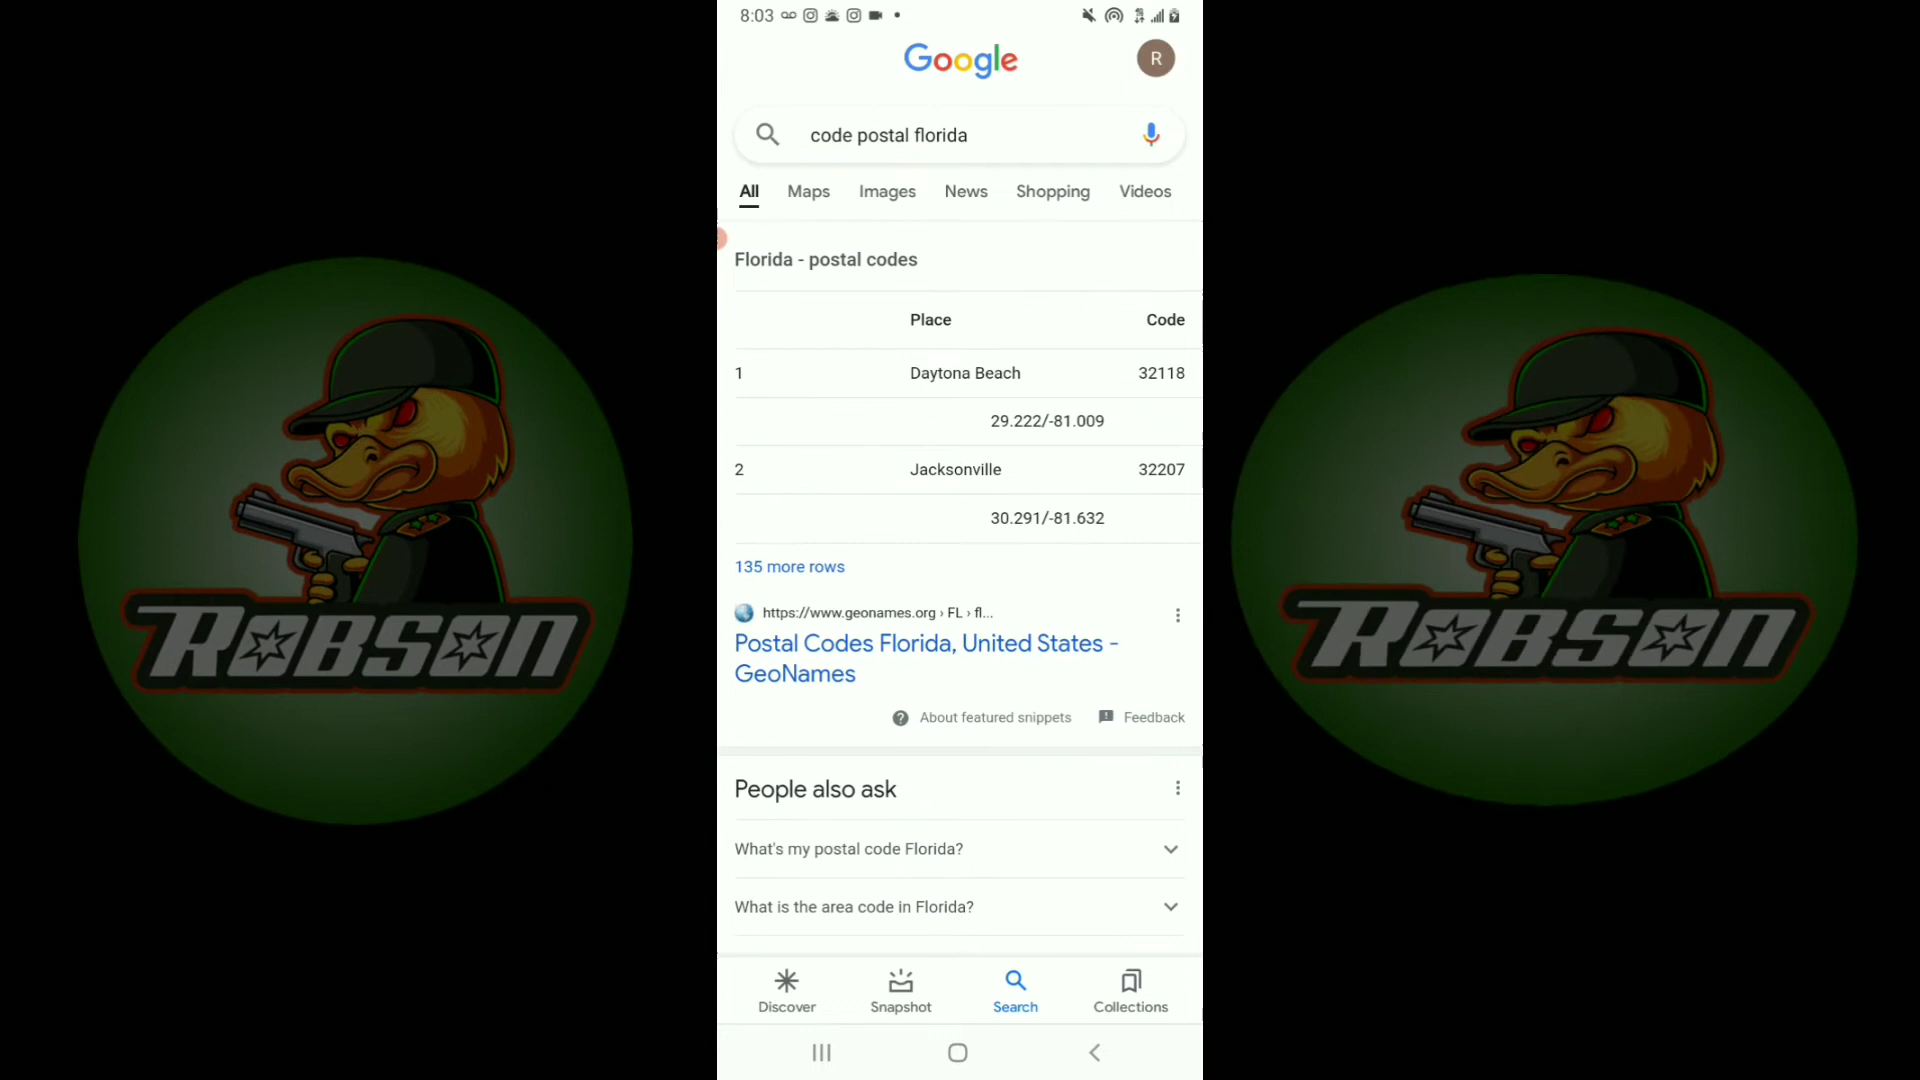 8:03
Google
R
code postal florida
All Maps Images News Shopping Videos
Florida - postal codes
Place Code
1 Daytona Beach 32118
29.222/-81.009
2 Jacksonville 32207
30.291/-81.632
135 more rows
https://www.geonames.org › FL › fl...
Postal Codes Florida, United States -
GeoNames
About featured snippets Feedback
People also ask
What's my postal code Florida?
What is the area code in Florida?
Discover Snapshot Search Collections
ROBSON
ROBSON